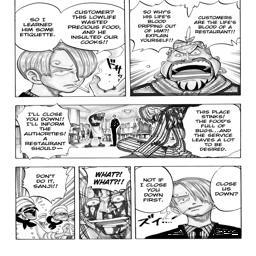 SO WHY'S
HIS LIFE'S
BLOOD
DRIPPING OUT
OF HIM?!
EXPLAIN
YOURSELF!!
CUSTOMERS
ARE THE LIFE'S
BLOOD OF A
RESTAURANT!!
CUSTOMER?
THIS LOWLIFE
WASTED
PRECIOUS FOOD,
AND HE
INSULTED OUR
COOKS!!
SO I
LEARNED
HIM SOME
ETIQUETTE.
THIS PLACE
STINKS!
THE FOOD'S
FULL OF
BUGS...AND
THE SERVICE
LEAVES A LOT
TO BE
DESIRED.
I'LL CLOSE
YOU DOWN!!
I'LL INFORM
THE
AUTHORITIES!
A
RESTAURANT
SHOULD—
CLOSE
US
DOWN?
NOT IF
I CLOSE
YOU DOWN
FIRST.
ズイ...
WHAT?!
WHAT?!!
DON'T
DO IT,
SANJI!!